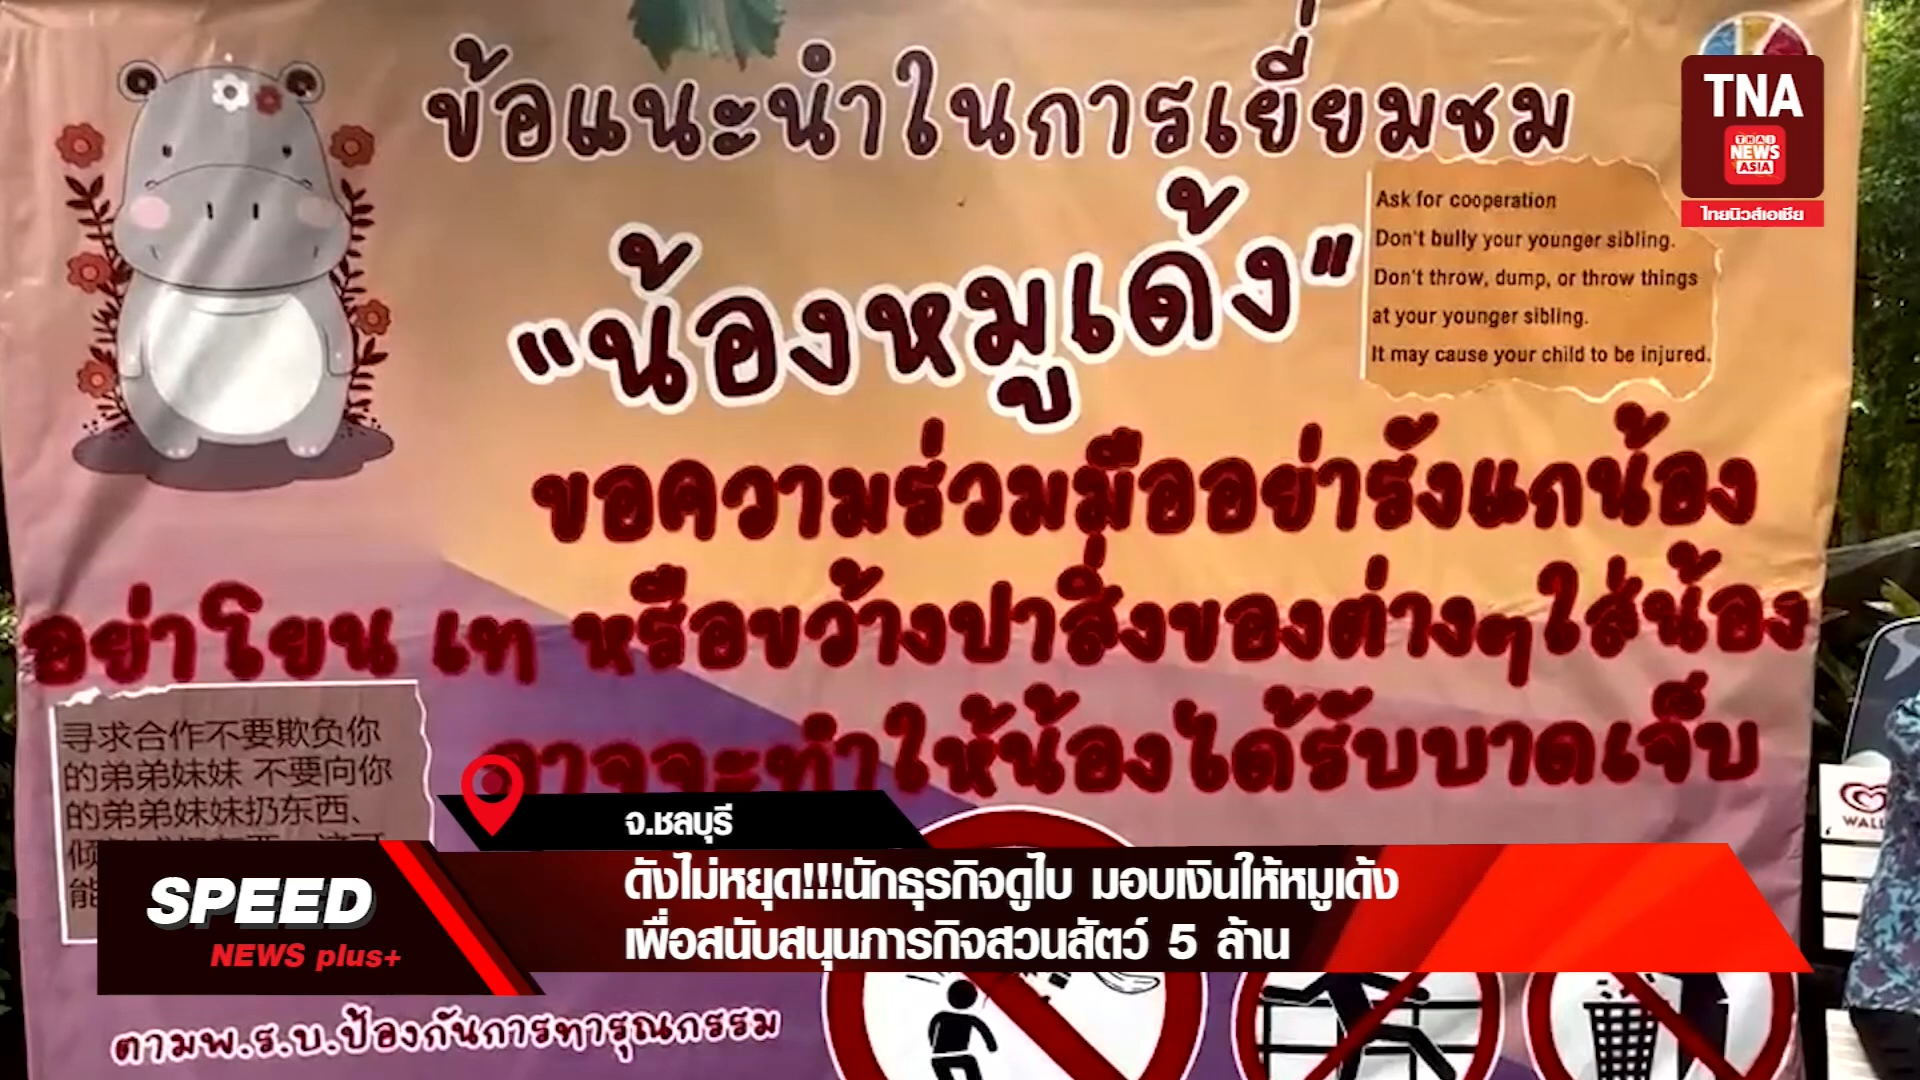 ข้อแนะนำในการเยี่ยมชม
"น้องหมูเด้ง"
Ask for cooperation
Don't bully your younger sibling.
Don't throw, dump, or throw things
at your younger sibling.
It may cause your child to be injured.
TNA
THAI
NEWS
ASIA
ไทยนิวส์เอเชีย
ขอความร่วมมืออย่ารังแกน้อง
อย่าโยน เท หรือขว้างปาสิ่งของต่างๆใส่น้อง
อาจจะทำให้น้องได้รับบาดเจ็บ
寻求合作不要欺负你
的弟弟妹妹 不要向你
的弟弟妹妹扔东西、
倾
能
WALL
จ.ชลบุรี
ดังไม่หยุด!!!นักธุรกิจดูไบ มอบเงินให้หมูเด้ง
เพื่อสนับสนุนภารกิจสวนสัตว์ 5 ล้าน
SPEED
NEWS plus+
ตามพ.ร.บ.ป้องกันการทารุณกรรม